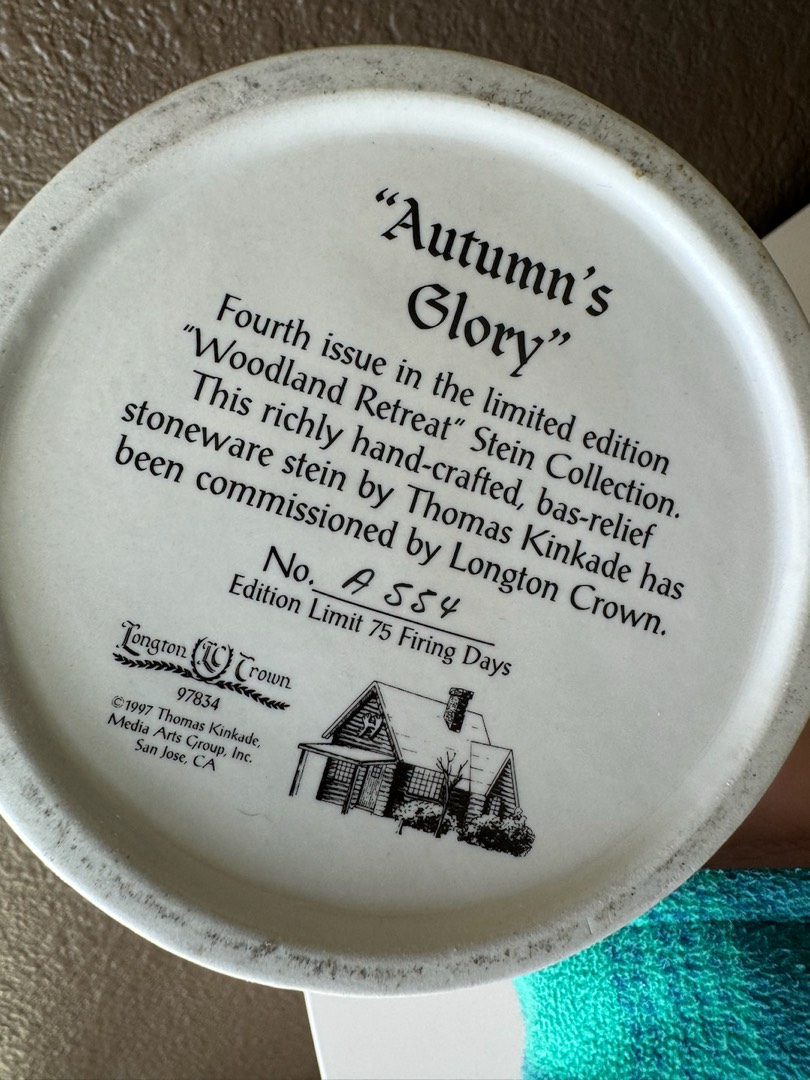 “Autumn’s
Glory”
Fourth issue in the limited edition
“Woodland Retreat” Stein Collection.
This richly hand-crafted, bas-relief
stoneware stein by Thomas Kinkade has
been commissioned by Longton Crown.
No. A 554
Edition Limit 75 Firing Days
Longton LC Crown
97834
©1997 Thomas Kinkade,
Media Arts Group, Inc.
San Jose, CA